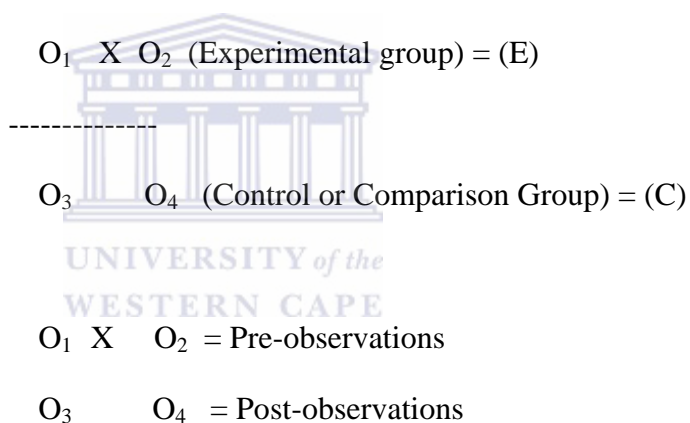 O₁ X O₂ (Experimental group) = (E)
--------------
O₃ O₄ (Control or Comparison Group) = (C)
UNIVERSITY of the
WESTERN CAPE
O₁ X O₂ = Pre-observations
O₃ O₄ = Post-observations